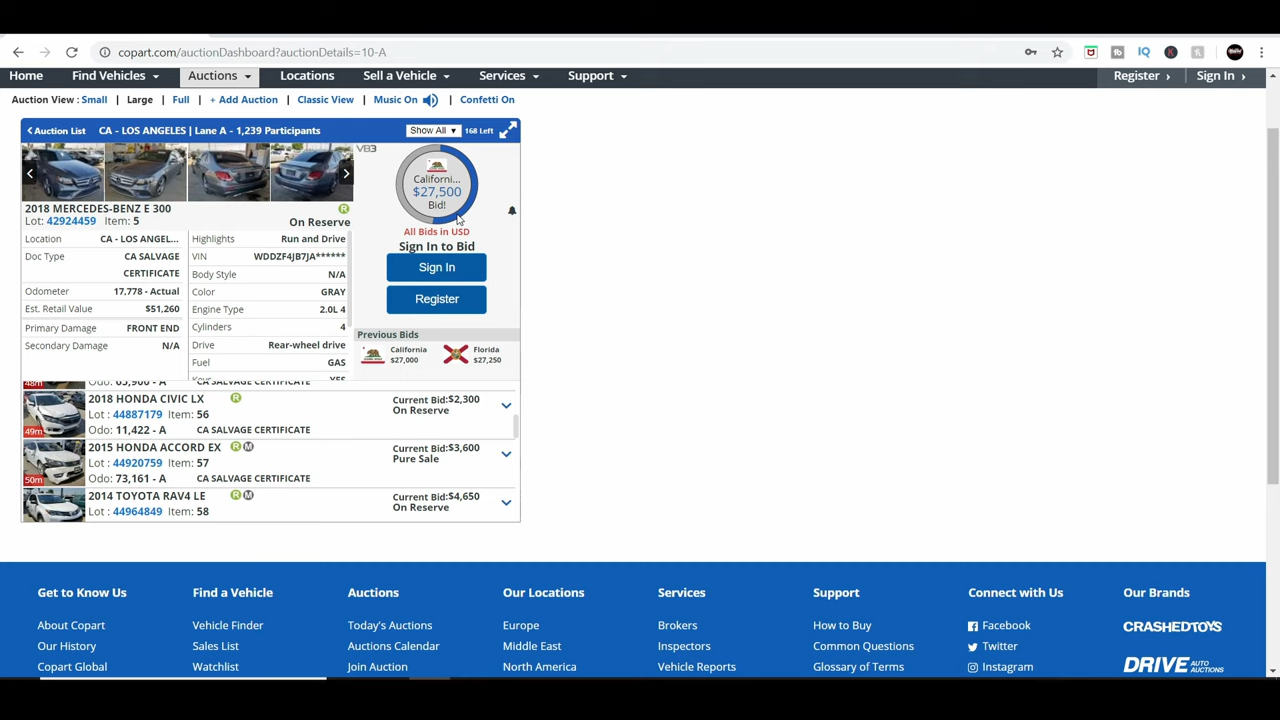 copart.com/auctionDashboard?auctionDetails=10-A
Home Find Vehicles Auctions Locations Sell a Vehicle Services Support Register Sign In
Auction View : Small Large Full + Add Auction Classic View Music On Confetti On
Auction List CA - LOS ANGELES | Lane A - 1,239 Participants Show All 168 Left
VB3
Californi...
$27,500
Bid!
2018 MERCEDES-BENZ E 300 R
Lot: 42924459 Item: 5 On Reserve
All Bids in USD
Sign In to Bid
Sign In
Register
Location CA - LOS ANGEL...
Doc Type CA SALVAGE
CERTIFICATE
Odometer 17,778 - Actual
Est. Retail Value $51,260
Primary Damage FRONT END
Secondary Damage N/A
Highlights Run and Drive
VIN WDDZF4JB7JA******
Body Style N/A
Color GRAY
Engine Type 2.0L 4
Cylinders 4
Drive Rear-wheel drive
Fuel GAS
Keys YES
Previous Bids
California
$27,000
Florida
$27,250
48m Odo: 65,900 - A CA SALVAGE CERTIFICATE
2018 HONDA CIVIC LX R Current Bid:$2,300
Lot : 44887179 Item: 56 On Reserve
49m Odo: 11,422 - A CA SALVAGE CERTIFICATE
2015 HONDA ACCORD EX R M Current Bid:$3,600
Lot : 44920759 Item: 57 Pure Sale
50m Odo: 73,161 - A CA SALVAGE CERTIFICATE
2014 TOYOTA RAV4 LE R M Current Bid:$4,650
Lot : 44964849 Item: 58 On Reserve
Get to Know Us Find a Vehicle Auctions Our Locations Services Support Connect with Us Our Brands
About Copart Vehicle Finder Today's Auctions Europe Brokers How to Buy Facebook CRASHEDTOYS
Our History Sales List Auctions Calendar Middle East Inspectors Common Questions Twitter
Copart Global Watchlist Join Auction North America Vehicle Reports Glossary of Terms Instagram DRIVE AUTO AUCTIONS